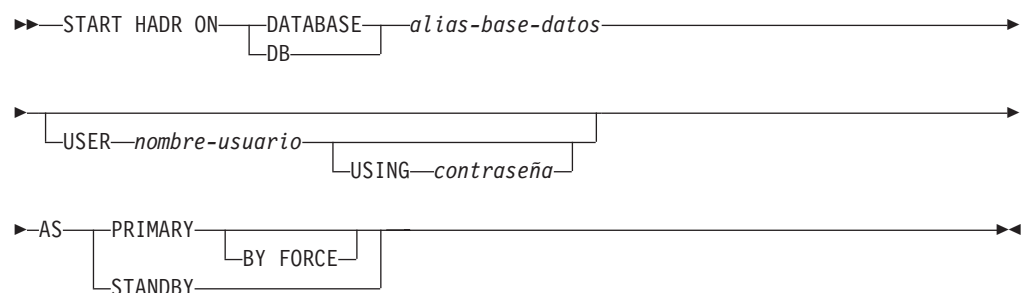 START HADR ON DATABASE alias-base-datos
DB
USER nombre-usuario
USING contraseña
AS PRIMARY
BY FORCE
STANDBY